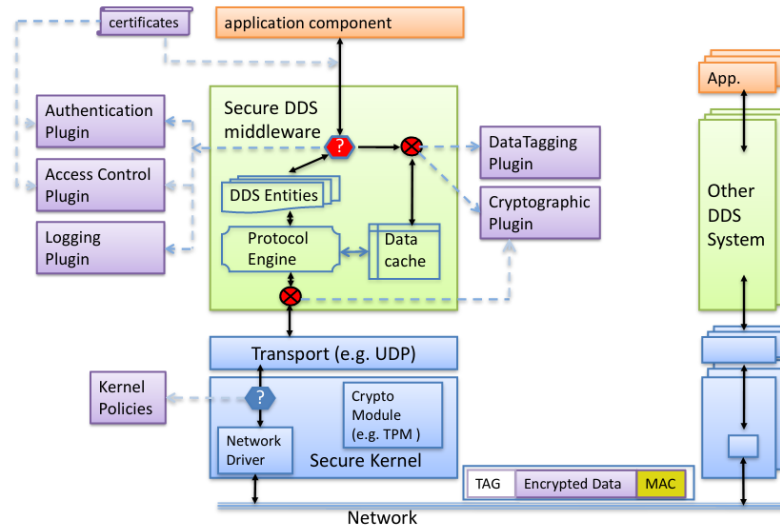 certificates
application component
App.
Secure DDS
middleware
?
Authentication
Plugin
DataTagging
Plugin
Access Control
Plugin
Cryptographic
Plugin
DDS Entities
Other
DDS
System
Logging
Plugin
Protocol
Engine
Data
cache
Transport (e.g. UDP)
Kernel
Policies
?
Crypto
Module
(e.g. TPM )
Network
Driver
Secure Kernel
TAG
Encrypted Data
MAC
Network